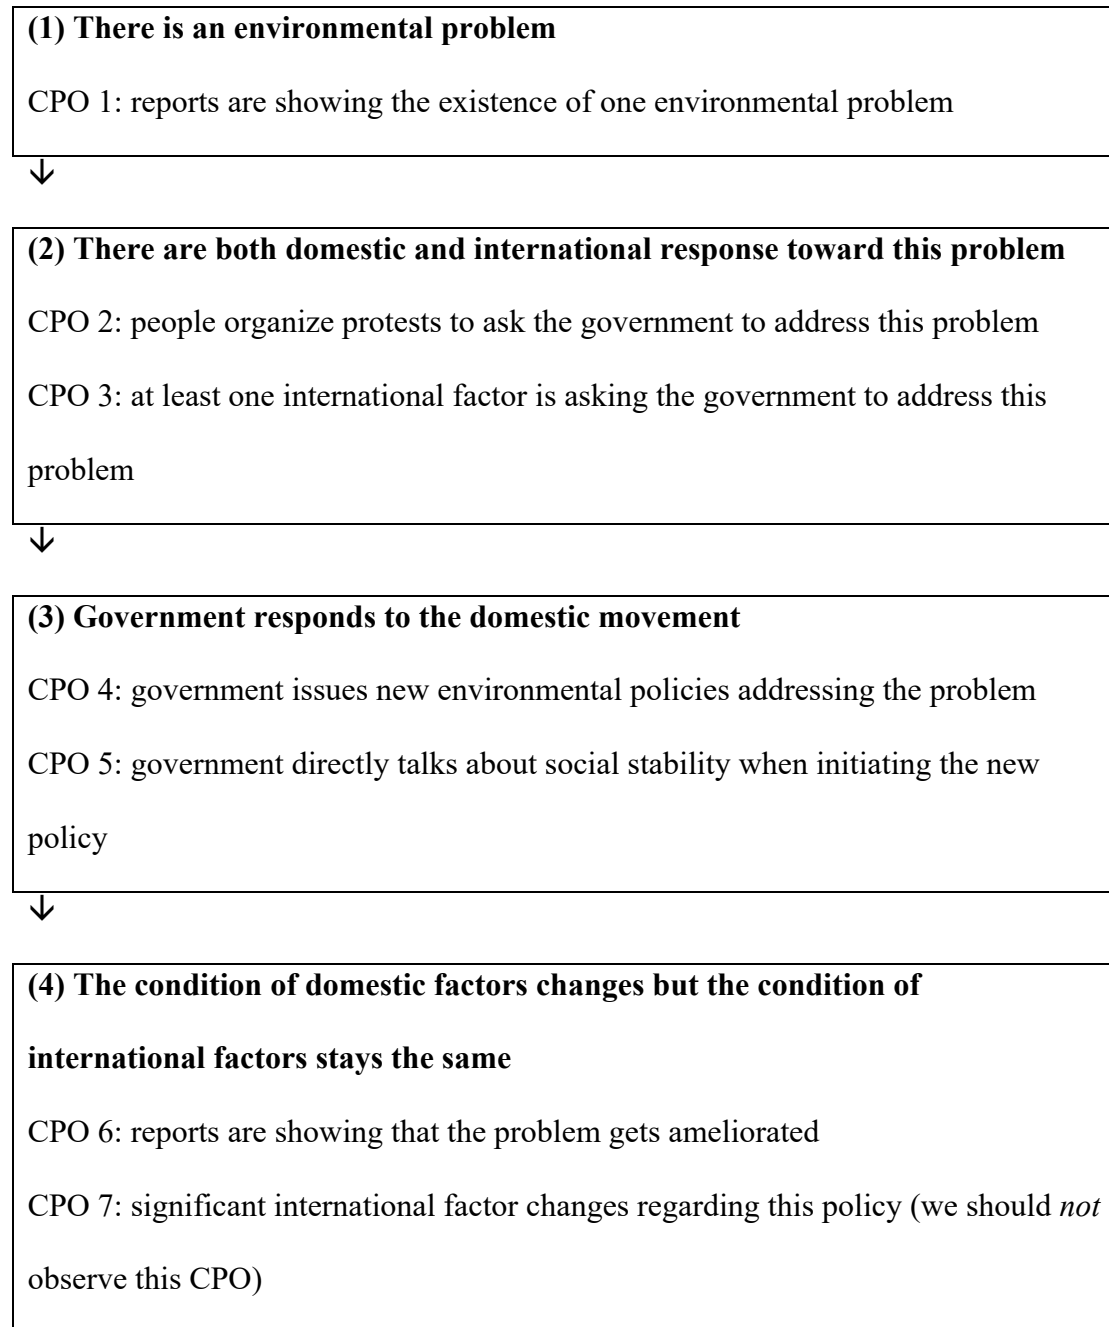 (1) There is an environmental problem
CPO 1: reports are showing the existence of one environmental problem
↓
(2) There are both domestic and international response toward this problem
CPO 2: people organize protests to ask the government to address this problem
CPO 3: at least one international factor is asking the government to address this
problem
↓
(3) Government responds to the domestic movement
CPO 4: government issues new environmental policies addressing the problem
CPO 5: government directly talks about social stability when initiating the new
policy
↓
(4) The condition of domestic factors changes but the condition of
international factors stays the same
CPO 6: reports are showing that the problem gets ameliorated
CPO 7: significant international factor changes regarding this policy (we should not
observe this CPO)